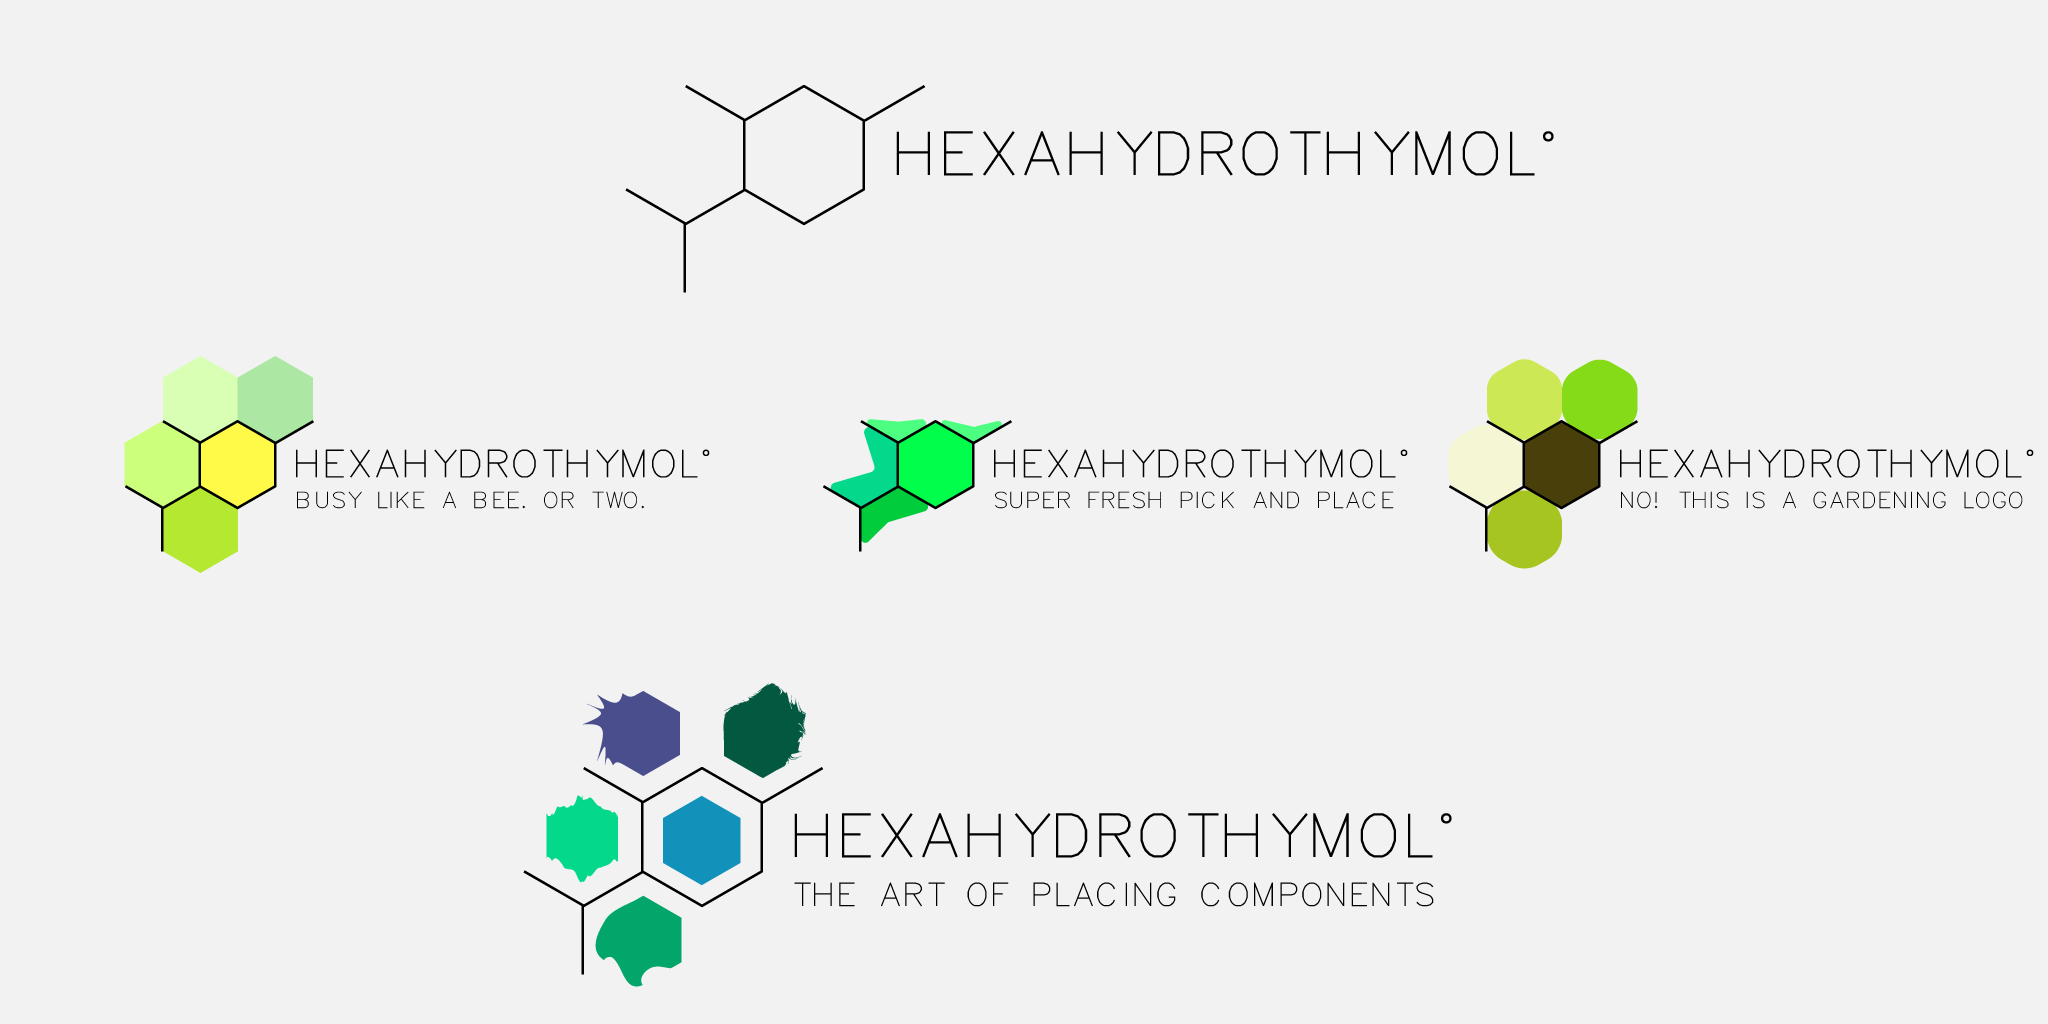 HEXAHYDROTHYMOL°
HEXAHYDROTHYMOL°
BUSY LIKE A BEE. OR TWO.
HEXAHYDROTHYMOL°
SUPER FRESH PICK AND PLACE
HEXAHYDROTHYMOL°
NO! THIS IS A GARDENING LOGO
HEXAHYDROTHYMOL°
THE ART OF PLACING COMPONENTS